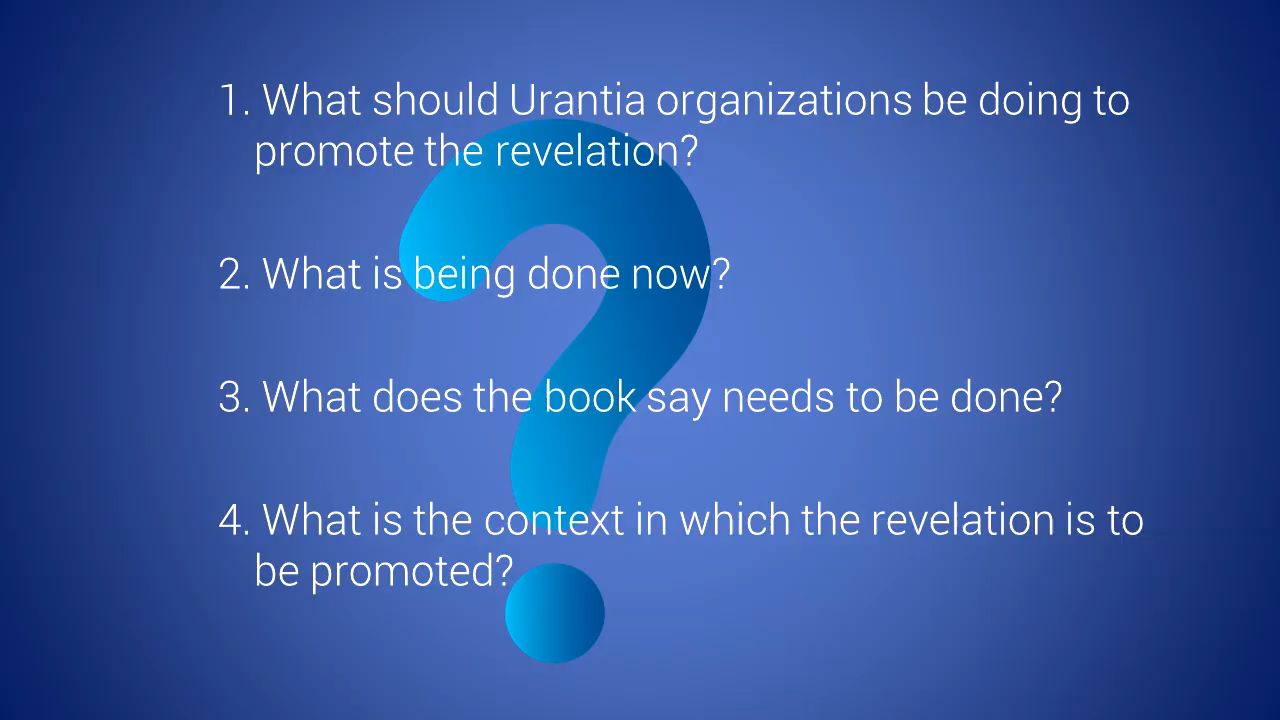 1. What should Urantia organizations be doing to
promote the revelation?
2. What is being done now?
3. What does the book say needs to be done?
4. What is the context in which the revelation is to
be promoted?